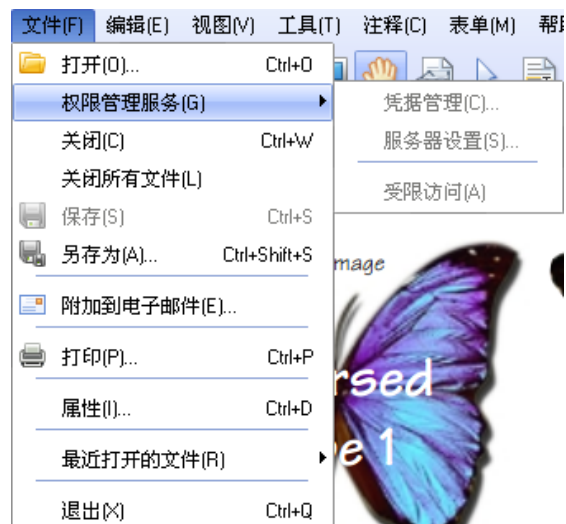 文件(F) 编辑(E) 视图(V) 工具(T) 注释(C) 表单(M)
打开(O)... Ctrl+O
权限管理服务(G)
凭据管理(C)...
关闭(C) Ctrl+W
服务器设置(S)...
关闭所有文件(L)
受限访问(A)
保存(S) Ctrl+S
另存为(A)... Ctrl+Shift+S
mage
附加到电子邮件(E)...
打印(P)... Ctrl+P
rsed
属性(I)... Ctrl+D
e 1
最近打开的文件(R)
退出(X) Ctrl+Q